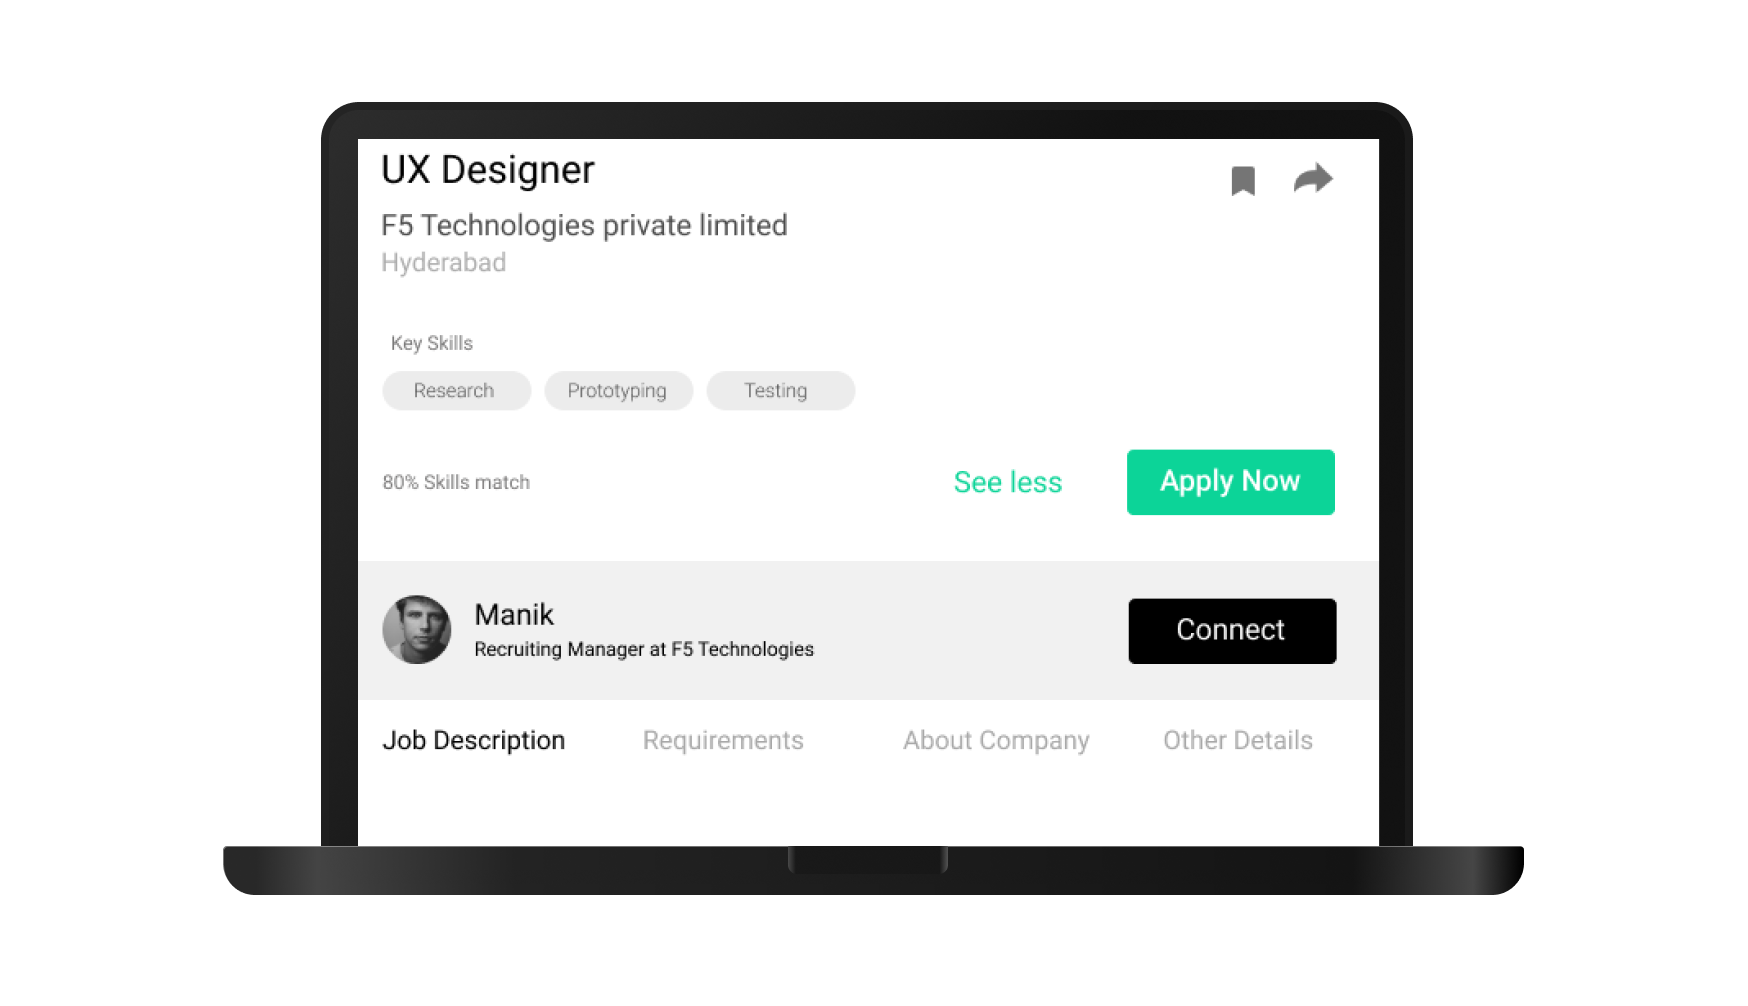 UX Designer
F5 Technologies private limited
Hyderabad
Key Skills
Research Prototyping Testing
80% Skills match See less Apply Now
Manik
Recruiting Manager at F5 Technologies
Connect
Job Description Requirements About Company Other Details